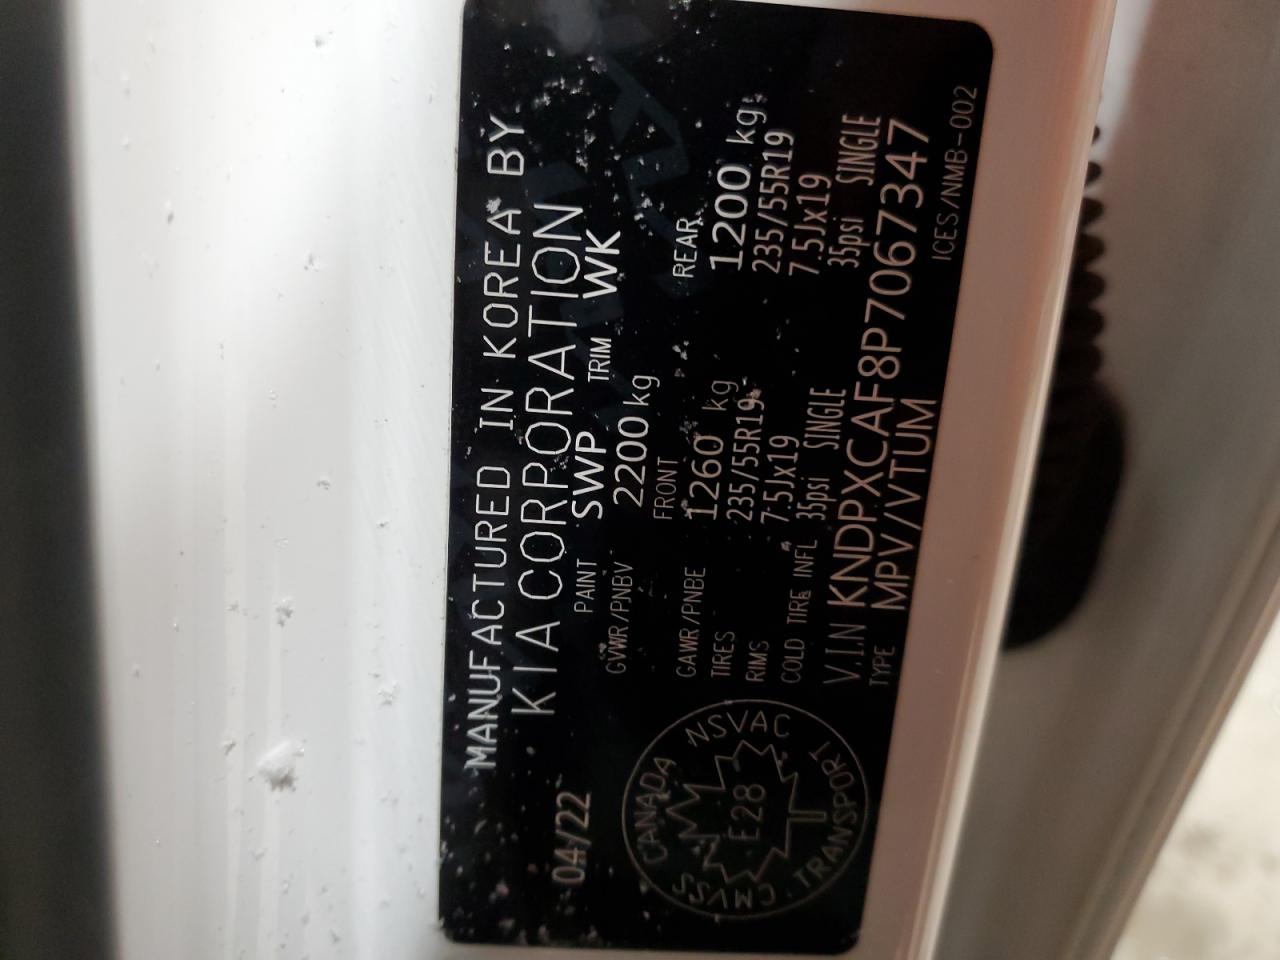 MANUFACTURED IN KOREA BY
04/22 KIA CORPORATION
PAINT SWP TRIM WK
GVWR/PNBV 2200 kg
FRONT REAR
GAWR/PNBE 1260 kg 1200 kg
TIRES 235/55R19 235/55R19
RIMS 7.5Jx19 7.5Jx19
COLD TIRE INFL 35psi SINGLE 35psi SINGLE
V.I.N KNDPXCAF8P7067347
TYPE MPV/VTUM
ICES/NMB-002
CANADA NSVAC
E28
CMVSS TRANSPORT